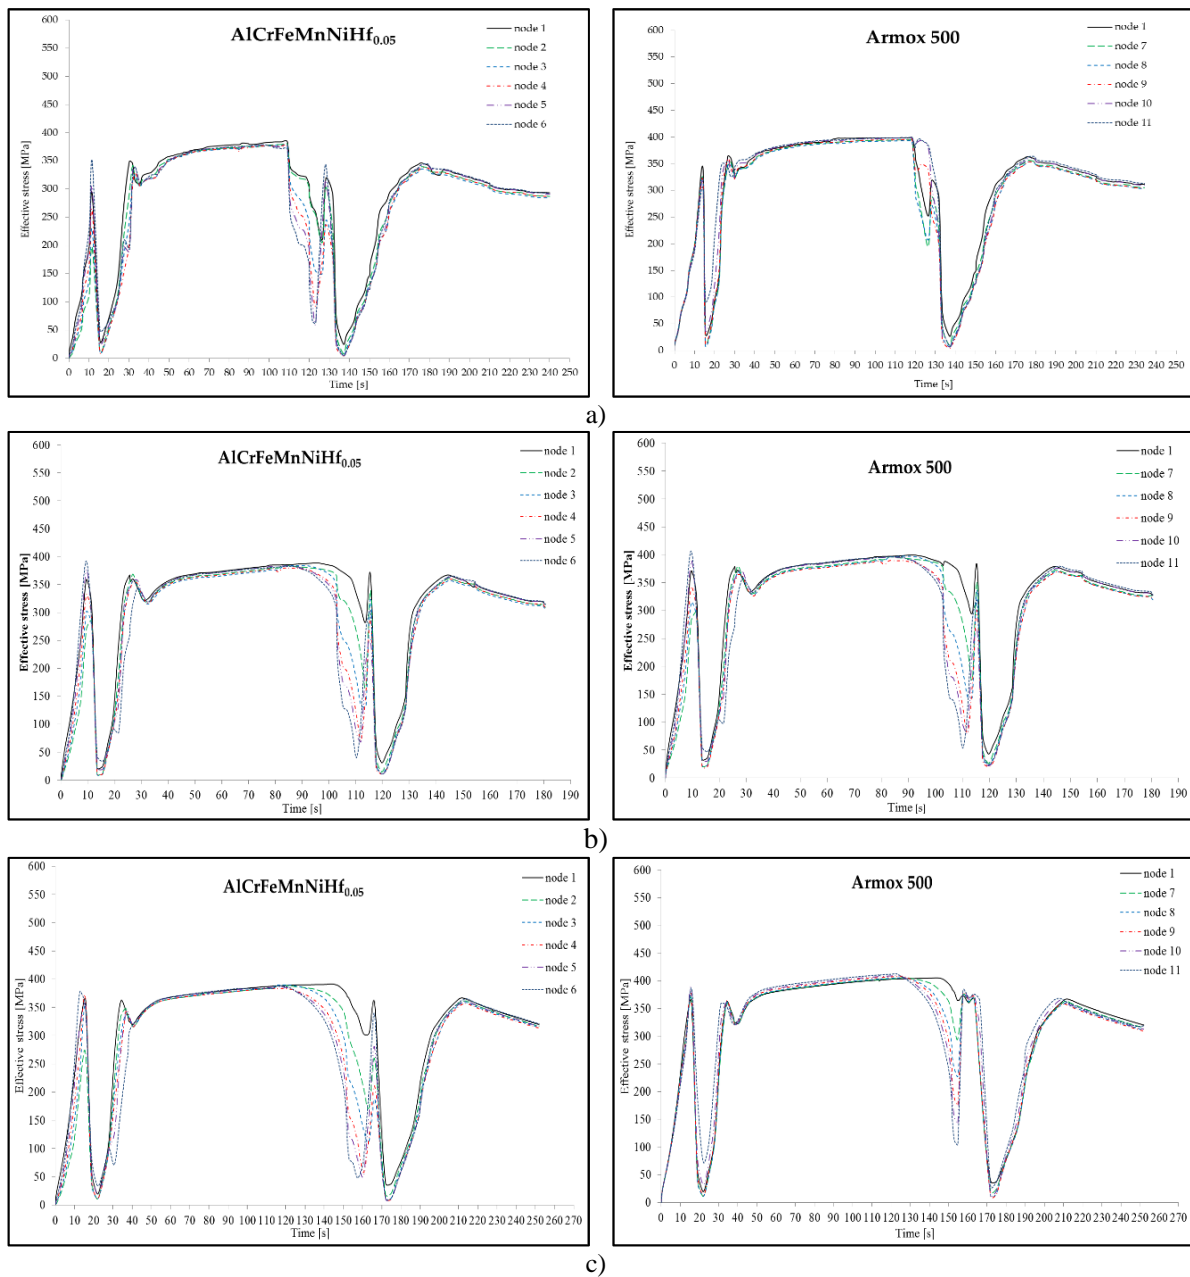 AlCrFeMnNiHf0.05
node 1
node 2
node 3
node 4
node 5
node 6
Effective stress [MPa]
600
550
500
450
400
350
300
250
200
150
100
50
0
0 10 20 30 40 50 60 70 80 90 100 110 120 130 140 150 160 170 180 190 200 210 220 230 240 250
Time [s]
Armox 500
node 1
node 7
node 8
node 9
node 10
node 11
Effective stress [MPa]
600
550
500
450
400
350
300
250
200
150
100
50
0
0 10 20 30 40 50 60 70 80 90 100 110 120 130 140 150 160 170 180 190 200 210 220 230 240 250
Time [s]
a)
AlCrFeMnNiHf0.05
node 1
node 2
node 3
node 4
node 5
node 6
Effective stress [MPa]
600
550
500
450
400
350
300
250
200
150
100
50
0
0 10 20 30 40 50 60 70 80 90 100 110 120 130 140 150 160 170 180 190
Time [s]
Armox 500
node 1
node 7
node 8
node 9
node 10
node 11
Effective stress [MPa]
600
550
500
450
400
350
300
250
200
150
100
50
0
0 10 20 30 40 50 60 70 80 90 100 110 120 130 140 150 160 170 180 190
Time [s]
b)
AlCrFeMnNiHf0.05
node 1
node 2
node 3
node 4
node 5
node 6
Effective stress [MPa]
600
550
500
450
400
350
300
250
200
150
100
50
0
0 10 20 30 40 50 60 70 80 90 100 110 120 130 140 150 160 170 180 190 200 210 220 230 240 250 260 270
Time [s]
Armox 500
node 1
node 7
node 8
node 9
node 10
node 11
Effective stress [MPa]
600
550
500
450
400
350
300
250
200
150
100
50
0
0 10 20 30 40 50 60 70 80 90 100 110 120 130 140 150 160 170 180 190 200 210 220 230 240 250 260 270
Time [s]
c)